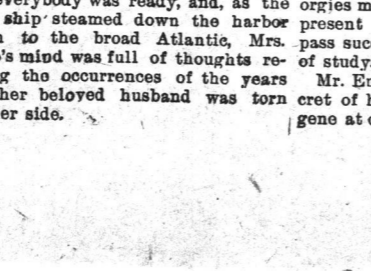 everybody was ready, and, as the
ship steamed down the harbor
to the broad Atlantic, Mrs.
's mind was full of thoughts re-
g the occurrences of the years
her beloved husband was torn
er side.
orgies m
present
pass suc
of study.
Mr. Er
cret of h
gene at